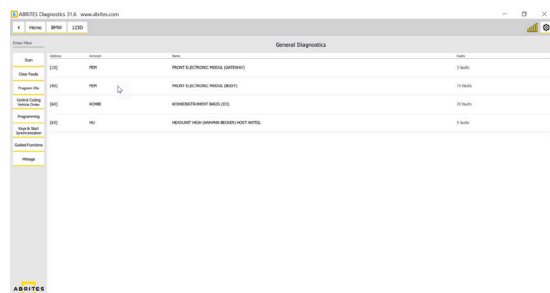 ABRITES Diagnostics 31.6 www.abrites.com
< Home BMW 123D
Enter Filter
General Diagnostics
Address Acronym Name Faults
Scan
[10] FEM FRONT ELECTRONIC MODUL (GATEWAY) 2 faults
Clear Faults
Program IDs
[40] FEM FRONT ELECTRONIC MODUL (BODY) 15 faults
Central Coding
Vehicle Order
[60] KOMBI KOMBIINSTRUMENT BASIS (ICI) 20 faults
Programming
[63] HU HEADUNIT HIGH (HARMAN BECKER) HOST ANTEIL 5 faults
Keys & Start
Synchronization
Guided Functions
Mileage
ABRITES